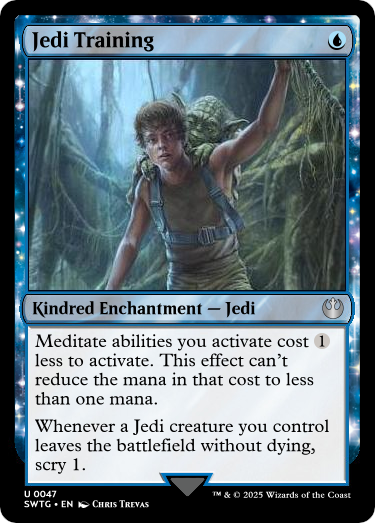 Jedi Training
Kindred Enchantment — Jedi
Meditate abilities you activate cost 1
less to activate. This effect can't
reduce the mana in that cost to less
than one mana.
Whenever a Jedi creature you control
leaves the battlefield without dying,
scry 1.
U 0047
SWTG • EN Chris Trevas
™ & © 2025 Wizards of the Coast